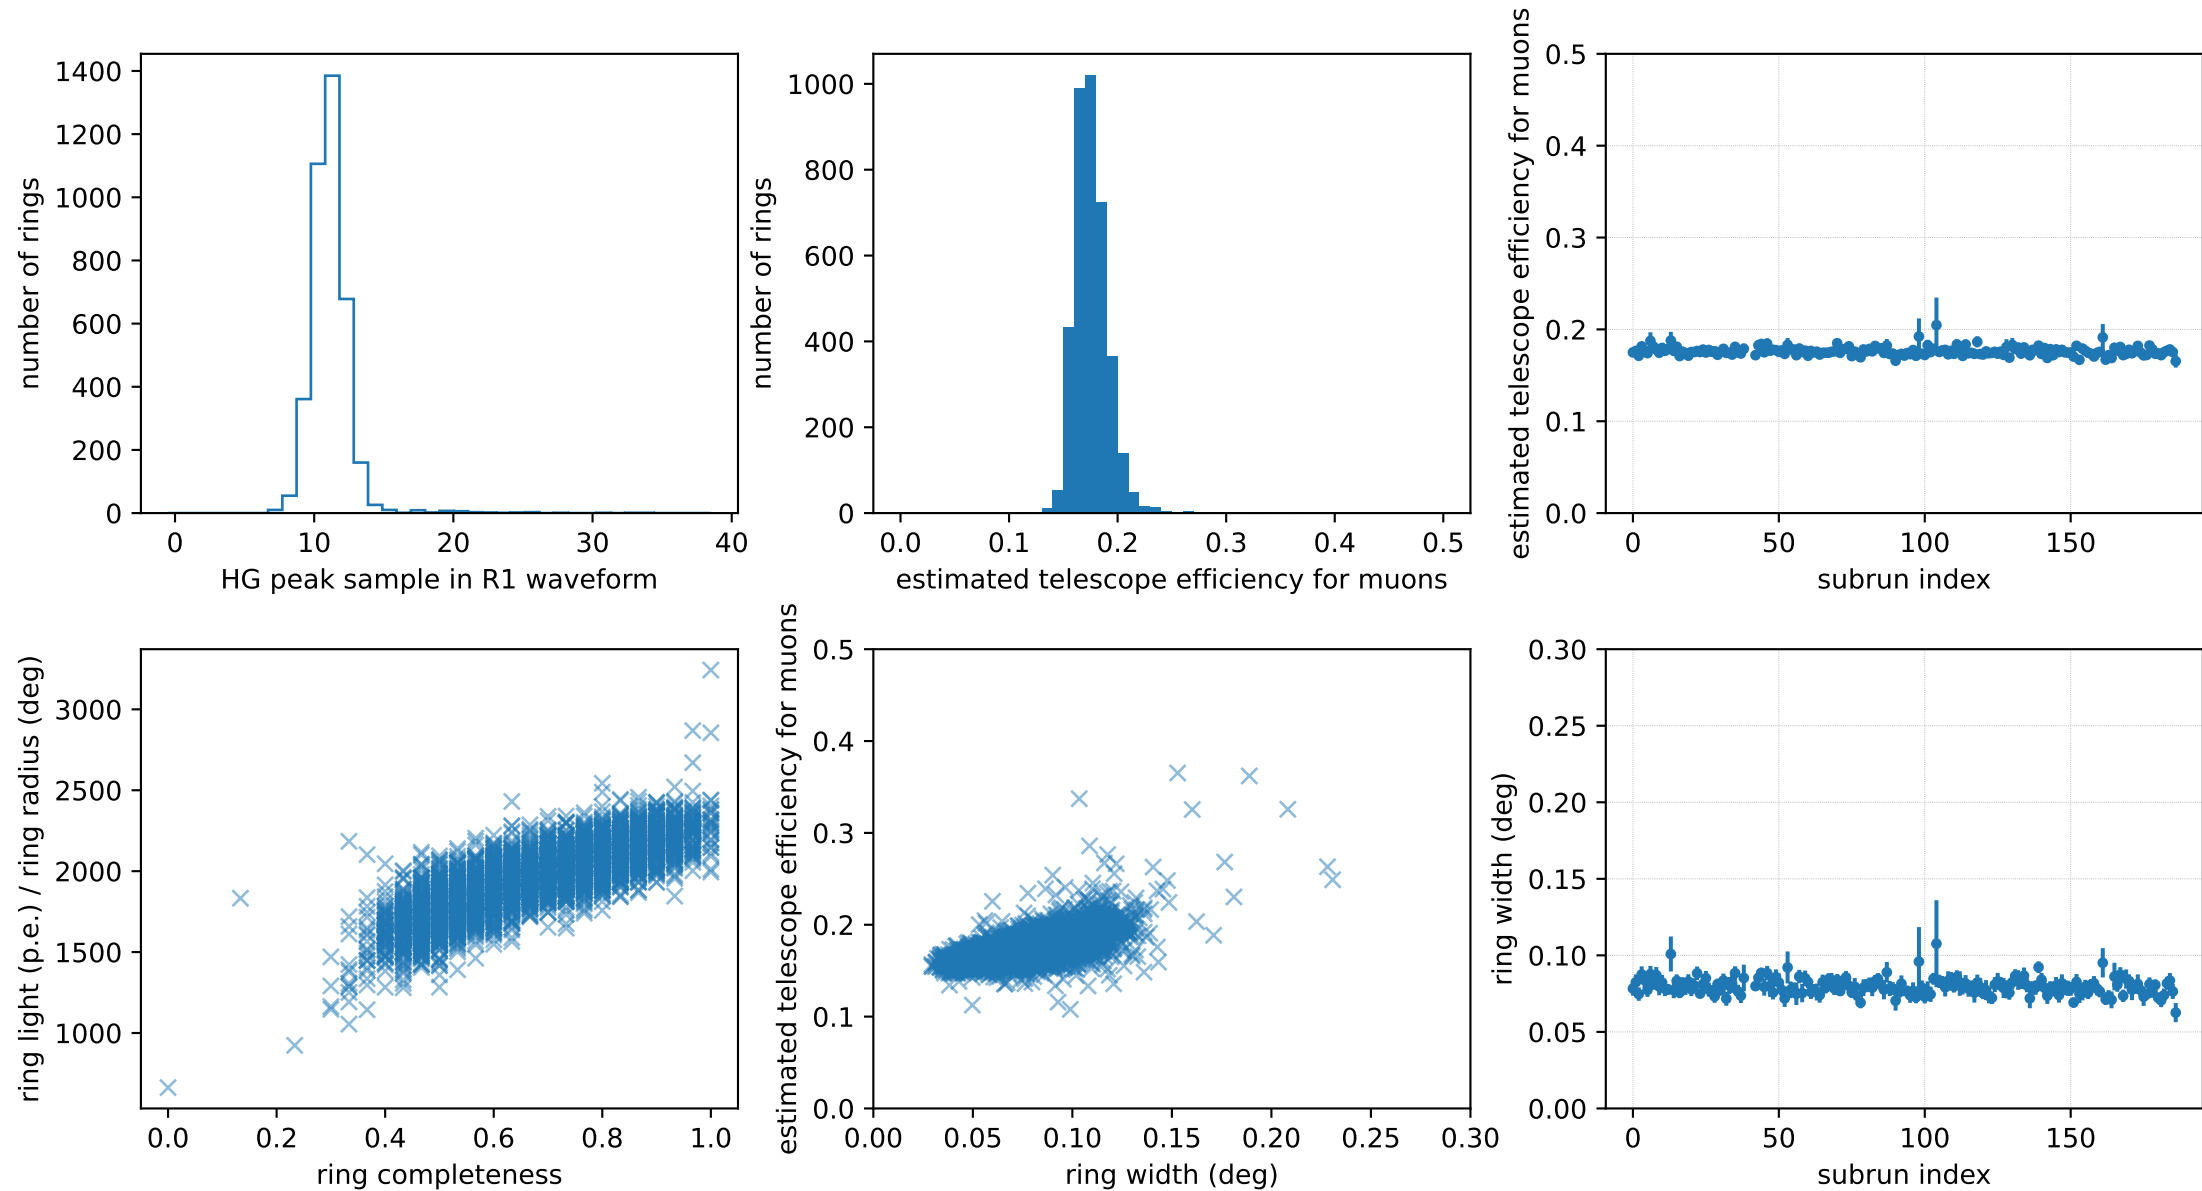 number of rings
1400
1200
1000
800
600
400
200
0
0 10 20 30 40
HG peak sample in R1 waveform
number of rings
1000
800
600
400
200
0
0.0 0.1 0.2 0.3 0.4 0.5
estimated telescope efficiency for muons
estimated telescope efficiency for muons
0.5
0.4
0.3
0.2
0.1
0.0
0 50 100 150
subrun index
ring light (p.e.) / ring radius (deg)
3000
2500
2000
1500
1000
0.0 0.2 0.4 0.6 0.8 1.0
ring completeness
estimated telescope efficiency for muons
0.5
0.4
0.3
0.2
0.1
0.0
0.00 0.05 0.10 0.15 0.20 0.25 0.30
ring width (deg)
ring width (deg)
0.30
0.25
0.20
0.15
0.10
0.05
0.00
0 50 100 150
subrun index